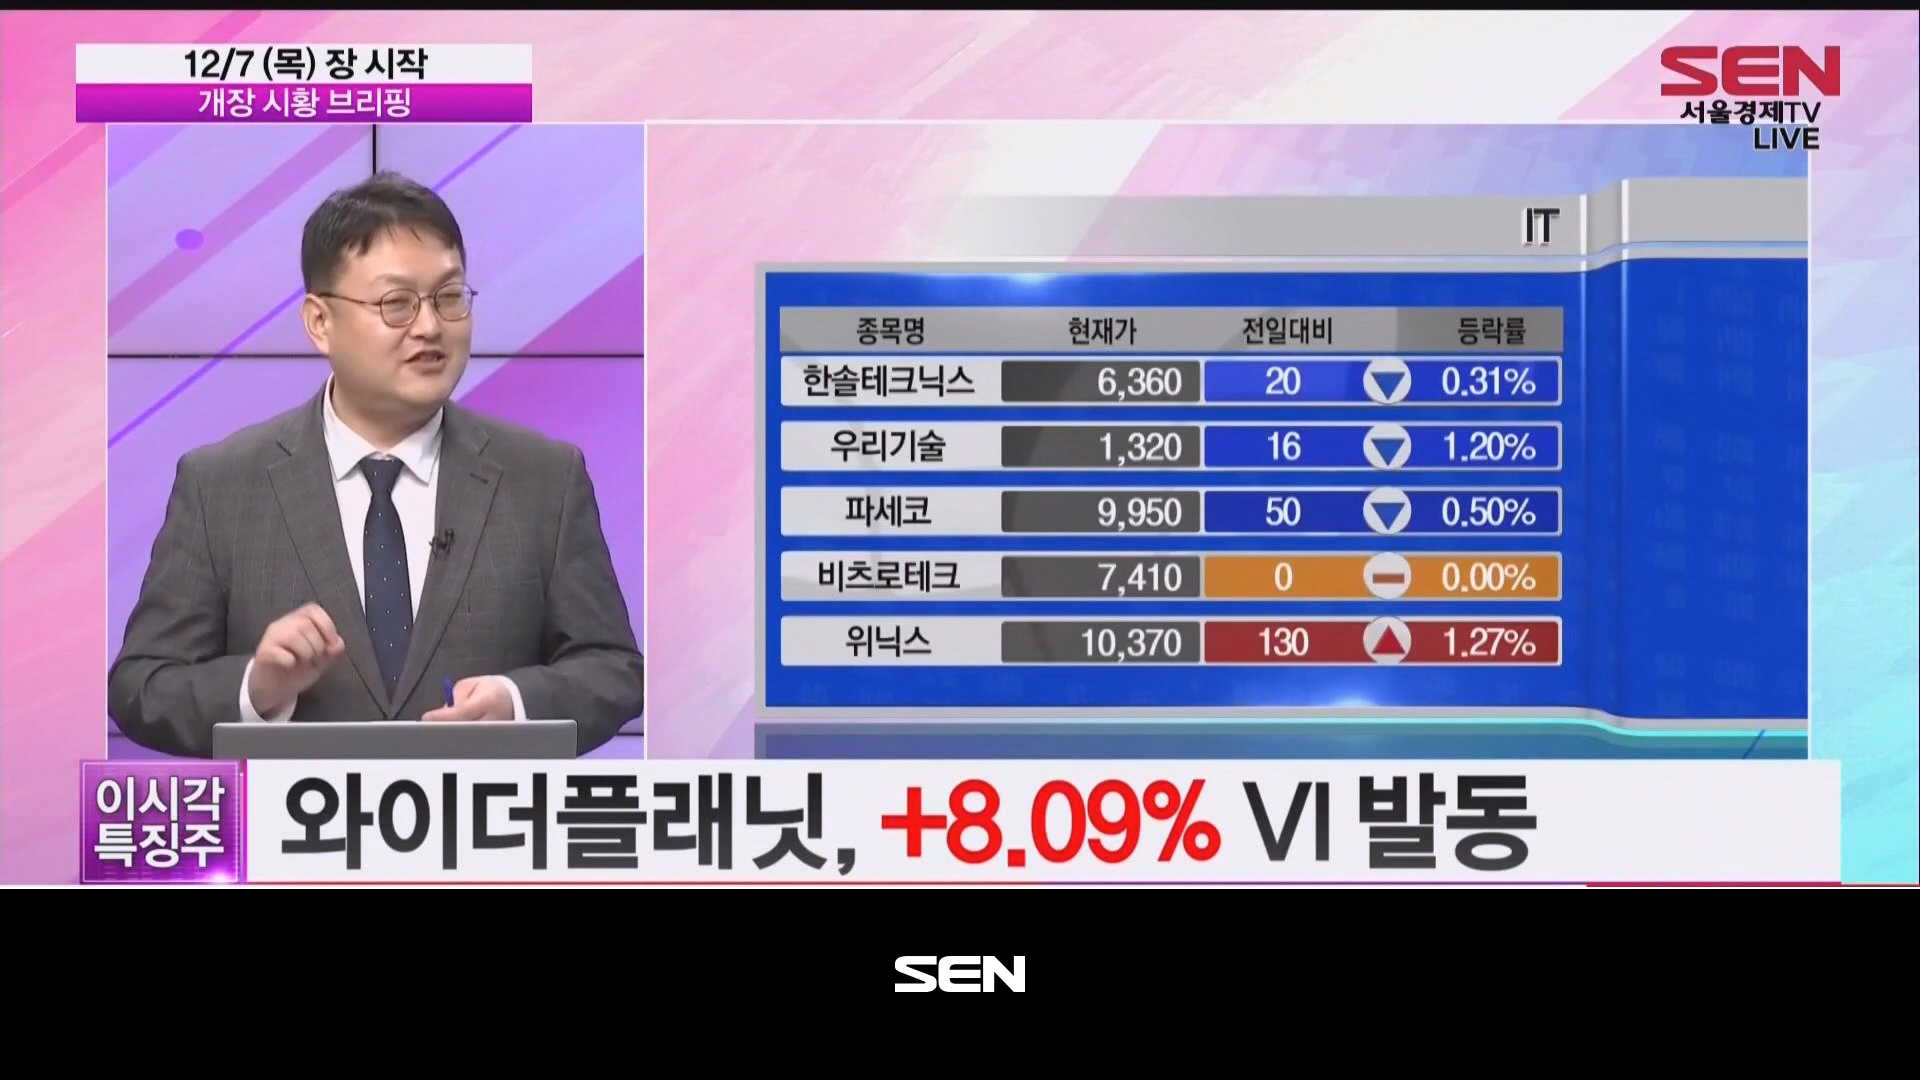 12/7 (목) 장 시작
개장 시황 브리핑
SEN
서울경제TV
LIVE
IT
종목명 현재가 전일대비 등락률
한솔테크닉스 6,360 20 ▼ 0.31%
우리기술 1,320 16 ▼ 1.20%
파세코 9,950 50 ▼ 0.50%
비츠로테크 7,410 0 − 0.00%
위닉스 10,370 130 ▲ 1.27%
이시각
특징주
와이더플래닛, +8.09% VI 발동
SEN